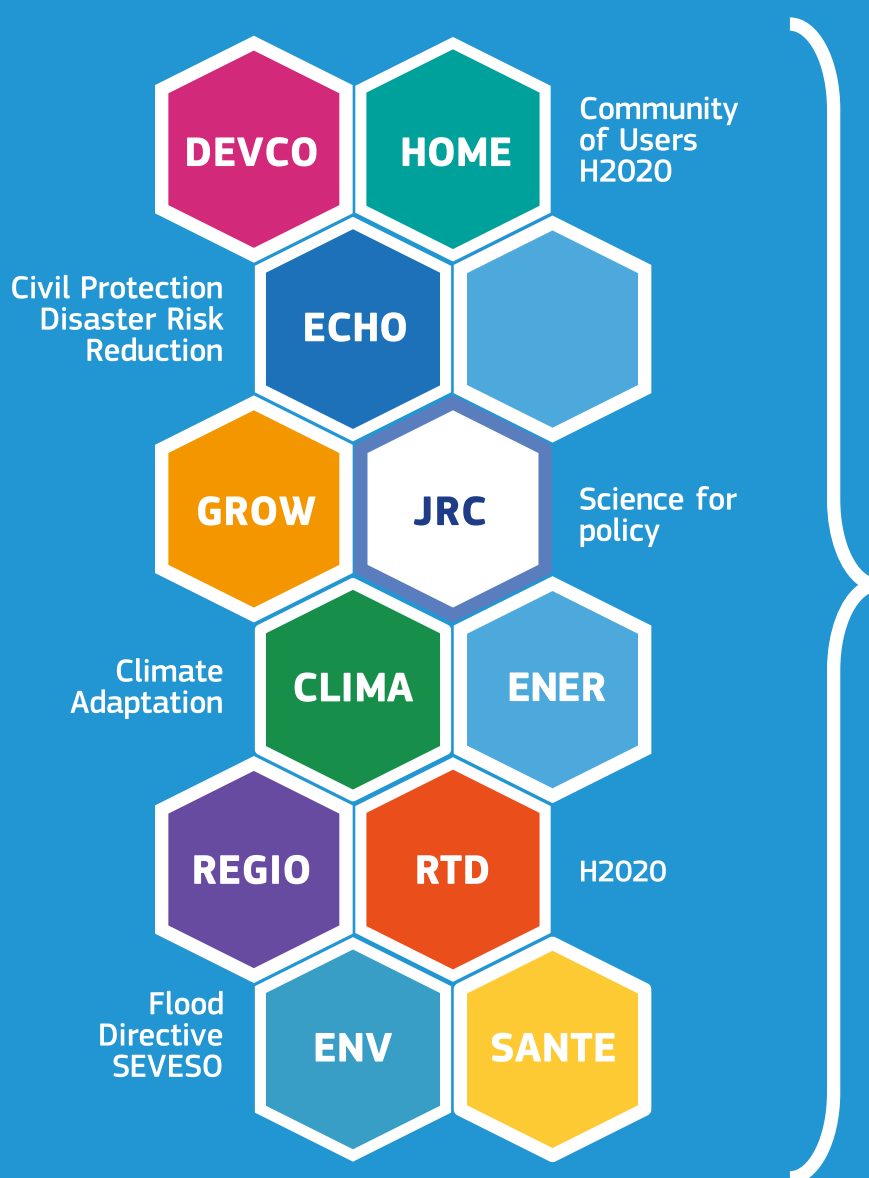 DEVCO
HOME
Community
of Users
H2020
Civil Protection
Disaster Risk
Reduction
ECHO
GROW
JRC
Science for
policy
Climate
Adaptation
CLIMA
ENER
REGIO
RTD
H2020
Flood
Directive
SEVESO
ENV
SANTE